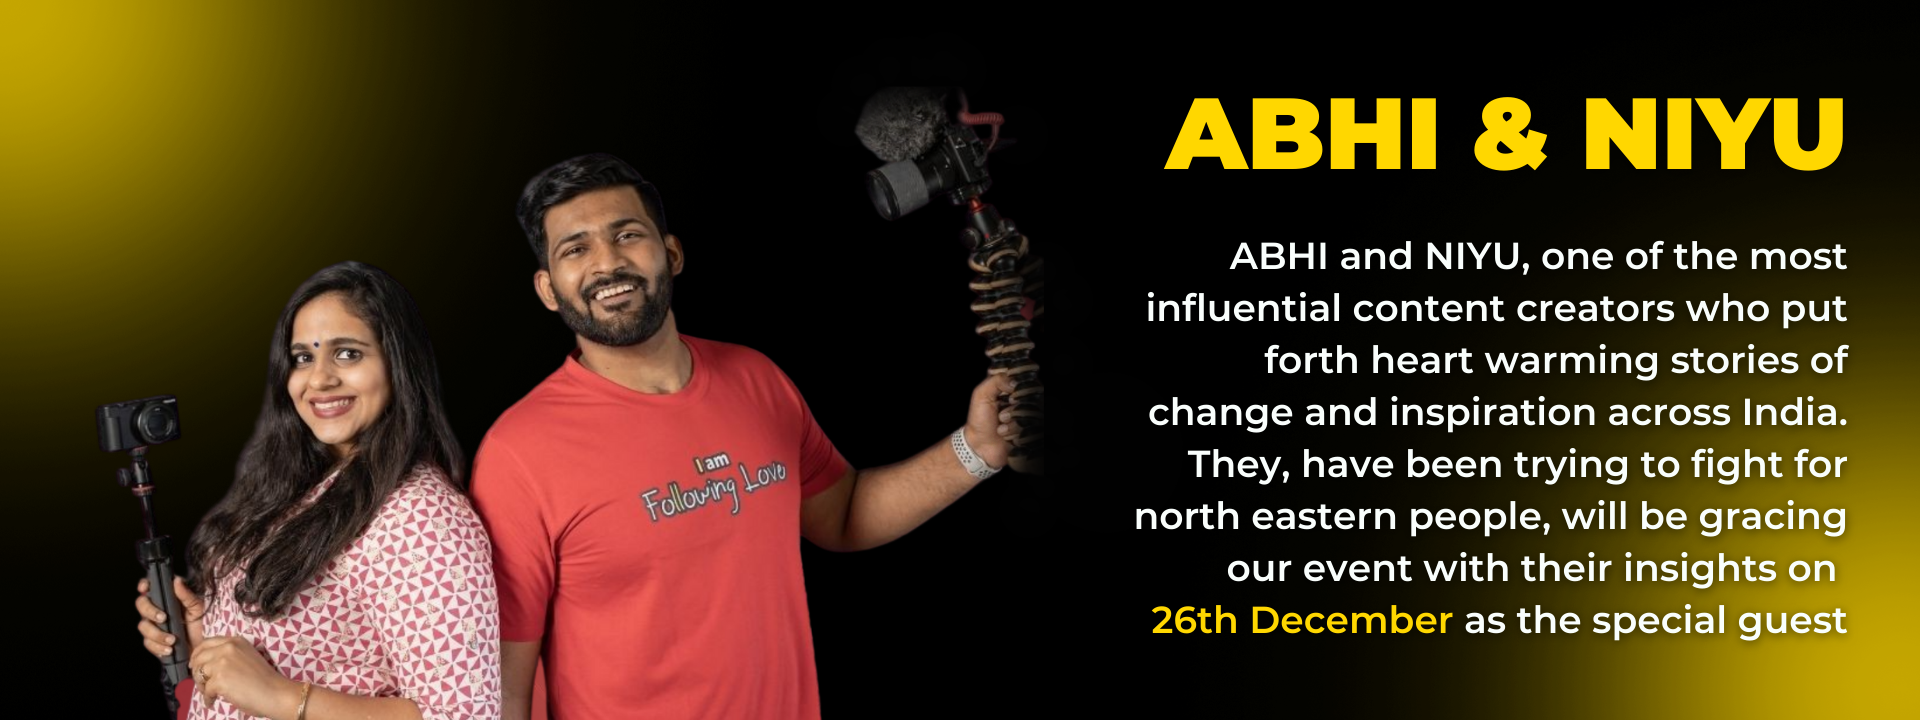 ABHI & NIYU
ABHI and NIYU, one of the most
influential content creators who put
forth heart warming stories of
change and inspiration across India.
They, have been trying to fight for
north eastern people, will be gracing
our event with their insights on
26th December as the special guest
I am
Following Love